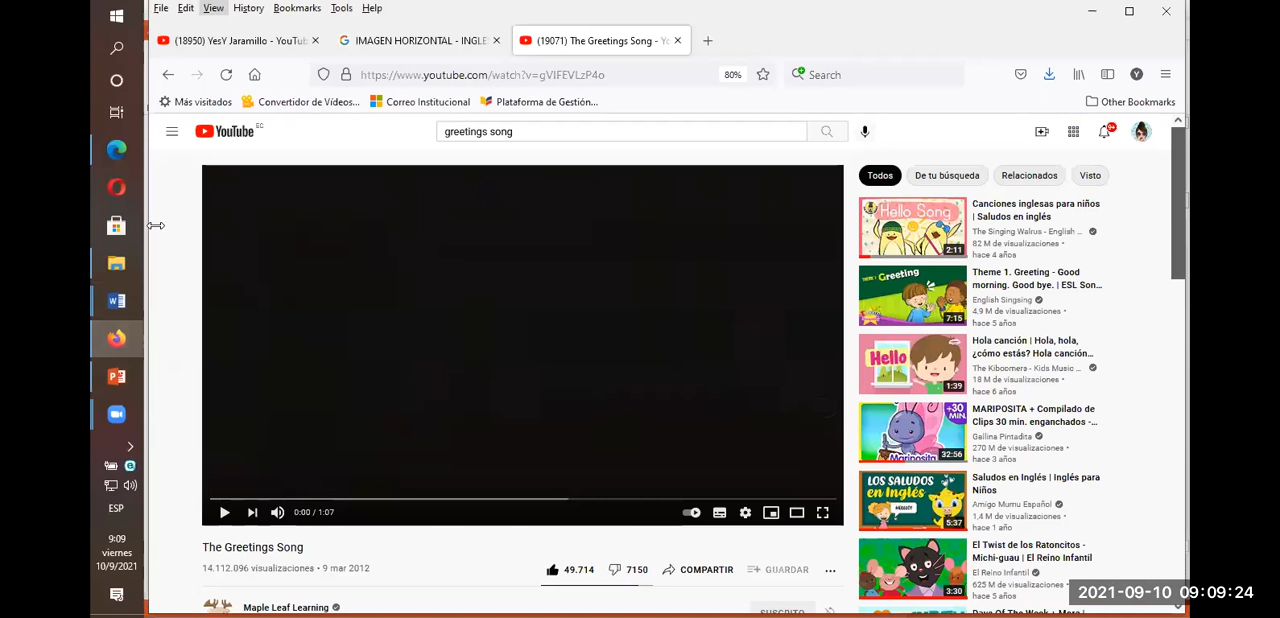 File Edit View History Bookmarks Tools Help
(18950) YesY Jaramillo - YouTub
IMAGEN HORIZONTAL - INGLE
(19071) The Greetings Song - Yo
https://www.youtube.com/watch?v=gVIFEVLzP4o
80%
Search
Más visitados
Convertidor de Vídeos...
Correo Institucional
Plataforma de Gestión...
Other Bookmarks
YouTube EC
greetings song
9+
Todos
De tu búsqueda
Relacionados
Visto
Hello Song
2:11
Canciones inglesas para niños
| Saludos en inglés
The Singing Walrus - English ...
82 M de visualizaciones •
hace 4 años
Greeting
7:15
Theme 1. Greeting - Good
morning. Good bye. | ESL Son...
English Singsing
4,9 M de visualizaciones •
hace 5 años
Hello
1:39
Hola canción | Hola, hola,
¿cómo estás? Hola canción...
The Kiboomers - Kids Music ...
18 M de visualizaciones •
hace 6 años
+30
MIN.
Mariposita
32:56
MARIPOSITA + Compilado de
Clips 30 min. enganchados -...
Gallina Pintadita
270 M de visualizaciones •
hace 3 años
LOS SALUDOS
en INGLÉS
5:37
Saludos en Inglés | Inglés para
Niños
Amigo Mumu Español
1,4 M de visualizaciones •
hace 1 año
3:30
El Twist de los Ratoncitos -
Michi-guau | El Reino Infantil
El Reino Infantil
625 M de visualizaciones •
hace 5 años
0:00 / 1:07
The Greetings Song
14.112.096 visualizaciones • 9 mar 2012
49.714
7150
COMPARTIR
GUARDAR
Maple Leaf Learning
SUSCRITO
ESP
9:09
viernes
10/9/2021
2021-09-10 09:09:24